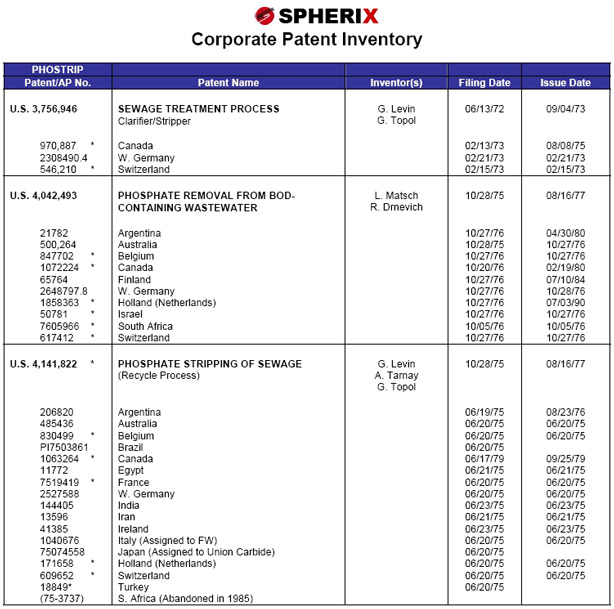 SPHERIX
Corporate Patent Inventory
PHOSTRIP
Patent/AP No. Patent Name Inventor(s) Filing Date Issue Date
U.S. 3,756,946 SEWAGE TREATMENT PROCESS G. Levin 06/13/72 09/04/73
Clarifier/Stripper G. Topol
970,887 * Canada 02/13/73 08/08/75
2308490.4 W. Germany 02/21/73 02/21/73
546,210 * Switzerland 02/15/73 02/15/73
U.S. 4,042,493 PHOSPHATE REMOVAL FROM BOD- L. Matsch 10/28/75 08/16/77
CONTAINING WASTEWATER R. Drnevich
21782 Argentina 10/27/76 04/30/80
500,264 Australia 10/28/75 10/27/76
847702 * Belgium 10/27/76 10/27/76
1072224 * Canada 10/20/76 02/19/80
65764 Finland 10/27/76 07/10/84
2648797.8 W. Germany 10/27/76 10/28/76
1858363 * Holland (Netherlands) 10/27/76 07/03/90
50781 * Israel 10/27/76 10/27/76
7605966 * South Africa 10/05/76 10/05/76
617412 * Switzerland 10/27/76 10/27/76
U.S. 4,141,822 * PHOSPHATE STRIPPING OF SEWAGE G. Levin 10/28/75 08/16/77
(Recycle Process) A. Tarnay
G. Topol
206820 Argentina 06/19/75 08/23/76
485436 Australia 06/20/75 06/20/75
830499 * Belgium 06/20/75 06/20/75
PI7503861 Brazil 06/20/75
1063264 * Canada 06/17/79 09/25/79
11772 Egypt 06/21/75 06/21/75
7519419 * France 06/20/75 06/20/75
2527588 W. Germany 06/20/75 06/20/75
144405 India 06/23/75 06/23/75
13596 Iran 06/21/75 06/21/75
41385 Ireland 06/23/75 06/23/75
1040676 Italy (Assigned to FW) 06/20/75 06/20/75
75074558 Japan (Assigned to Union Carbide) 06/20/75
171658 * Holland (Netherlands) 06/20/75 06/20/75
609652 * Switzerland 06/20/75 06/20/75
18849* Turkey 06/20/75
(75-3737) S. Africa (Abandoned in 1985)